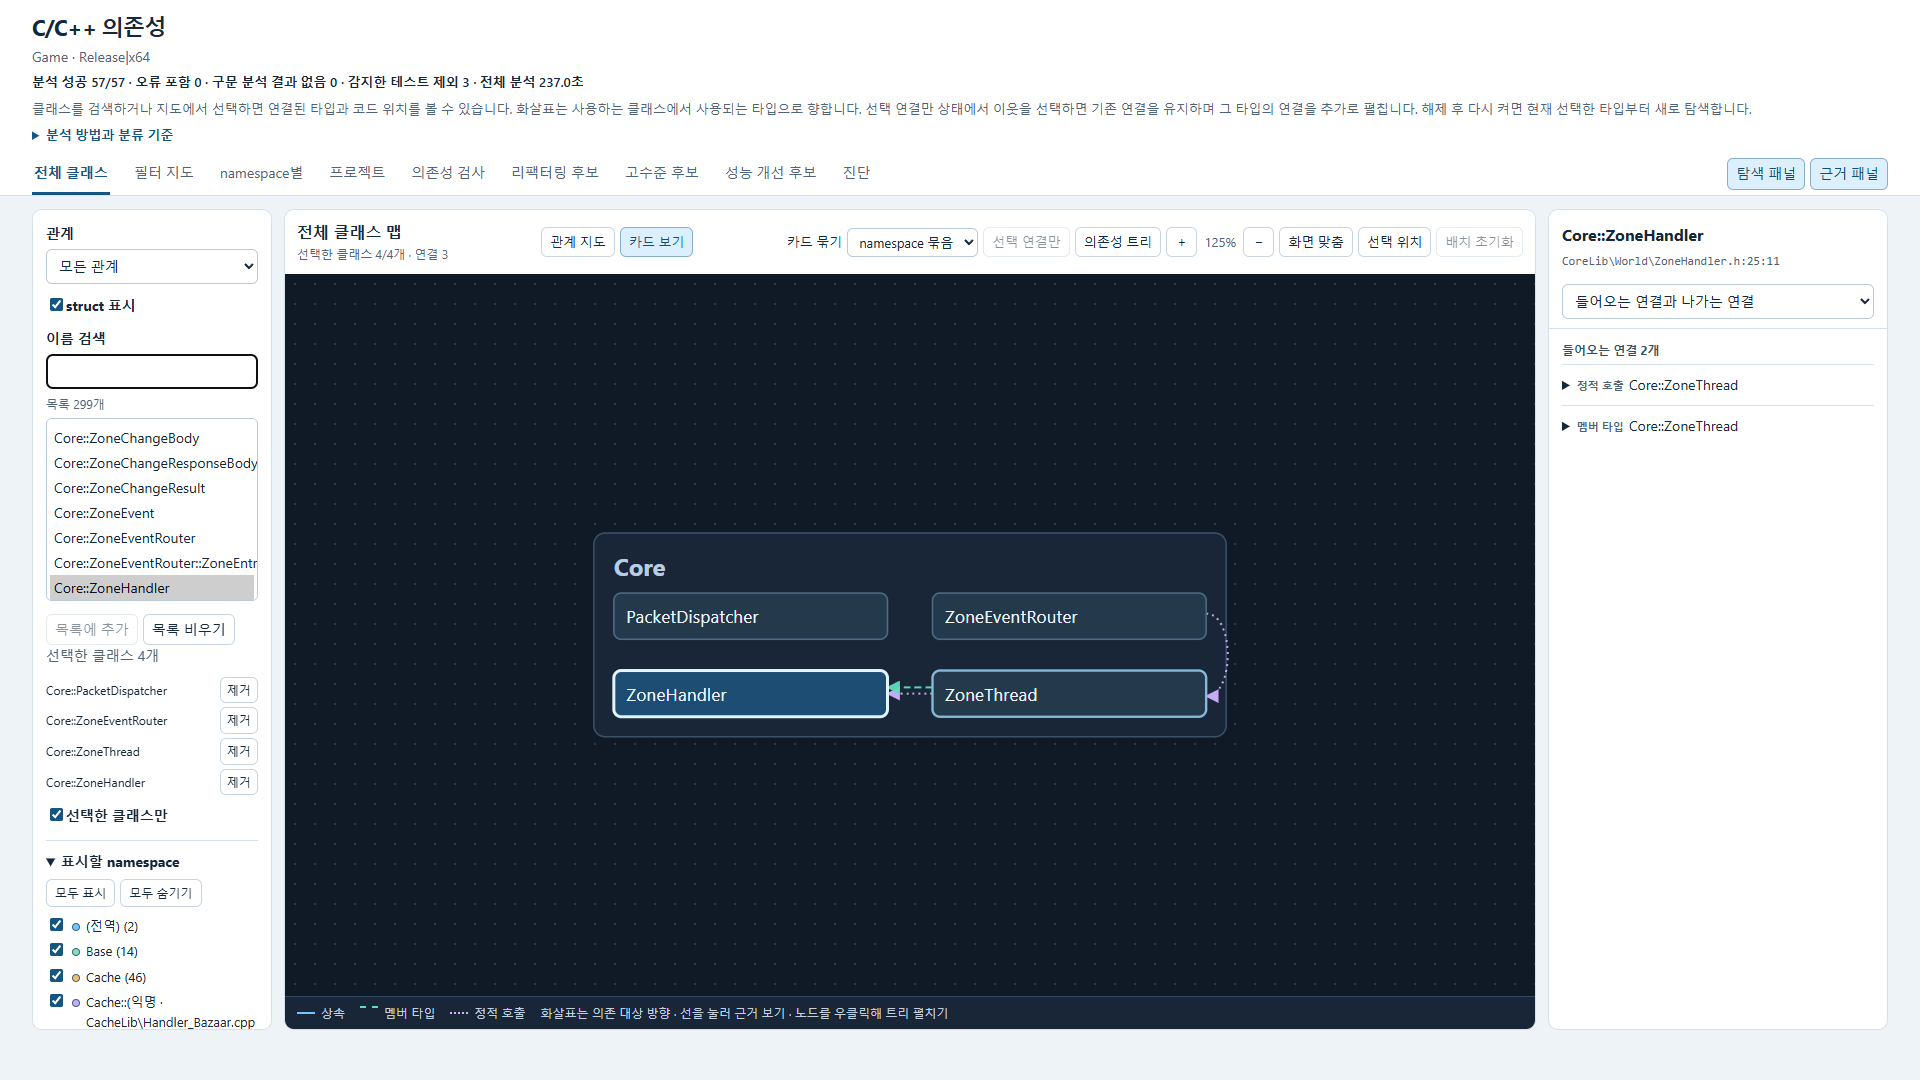 C/C++ 의존성
Game · Release|x64
분석 성공 57/57 · 오류 포함 0 · 구문 분석 결과 없음 0 · 감지한 테스트 제외 3 · 전체 분석 237.0초
클래스를 검색하거나 지도에서 선택하면 연결된 타입과 코드 위치를 볼 수 있습니다. 화살표는 사용하는 클래스에서 사용되는 타입으로 향합니다. 선택 연결만 상태에서 이웃을 선택하면 기존 연결을 유지하며 그 타입의 연결을 추가로 펼칩니다. 해제 후 다시 켜면 현재 선택한 타입부터 새로 탐색합니다.
▶ 분석 방법과 분류 기준
전체 클래스 필터 지도 namespace별 프로젝트 의존성 검사 리팩터링 후보 고수준 후보 성능 개선 후보 진단
탐색 패널 근거 패널
관계
모든 관계
struct 표시
이름 검색
목록 299개
Core::ZoneChangeBody
Core::ZoneChangeResponseBody
Core::ZoneChangeResult
Core::ZoneEvent
Core::ZoneEventRouter
Core::ZoneEventRouter::ZoneEntr
Core::ZoneHandler
목록에 추가 목록 비우기
선택한 클래스 4개
Core::PacketDispatcher 제거
Core::ZoneEventRouter 제거
Core::ZoneThread 제거
Core::ZoneHandler 제거
선택한 클래스만
▼ 표시할 namespace
모두 표시 모두 숨기기
(전역) (2)
Base (14)
Cache (46)
Cache::(익명 ·
CacheLib\Handler_Bazaar.cpp
전체 클래스 맵
선택한 클래스 4/4개 · 연결 3
관계 지도 카드 보기
카드 묶기 namespace 묶음 선택 연결만 의존성 트리 + 125% − 화면 맞춤 선택 위치 배치 초기화
Core
PacketDispatcher
ZoneEventRouter
ZoneHandler
ZoneThread
상속 멤버 타입 정적 호출 화살표는 의존 대상 방향 · 선을 눌러 근거 보기 · 노드를 우클릭해 트리 펼치기
Core::ZoneHandler
CoreLib\World\ZoneHandler.h:25:11
들어오는 연결과 나가는 연결
들어오는 연결 2개
▶ 정적 호출 Core::ZoneThread
▶ 멤버 타입 Core::ZoneThread